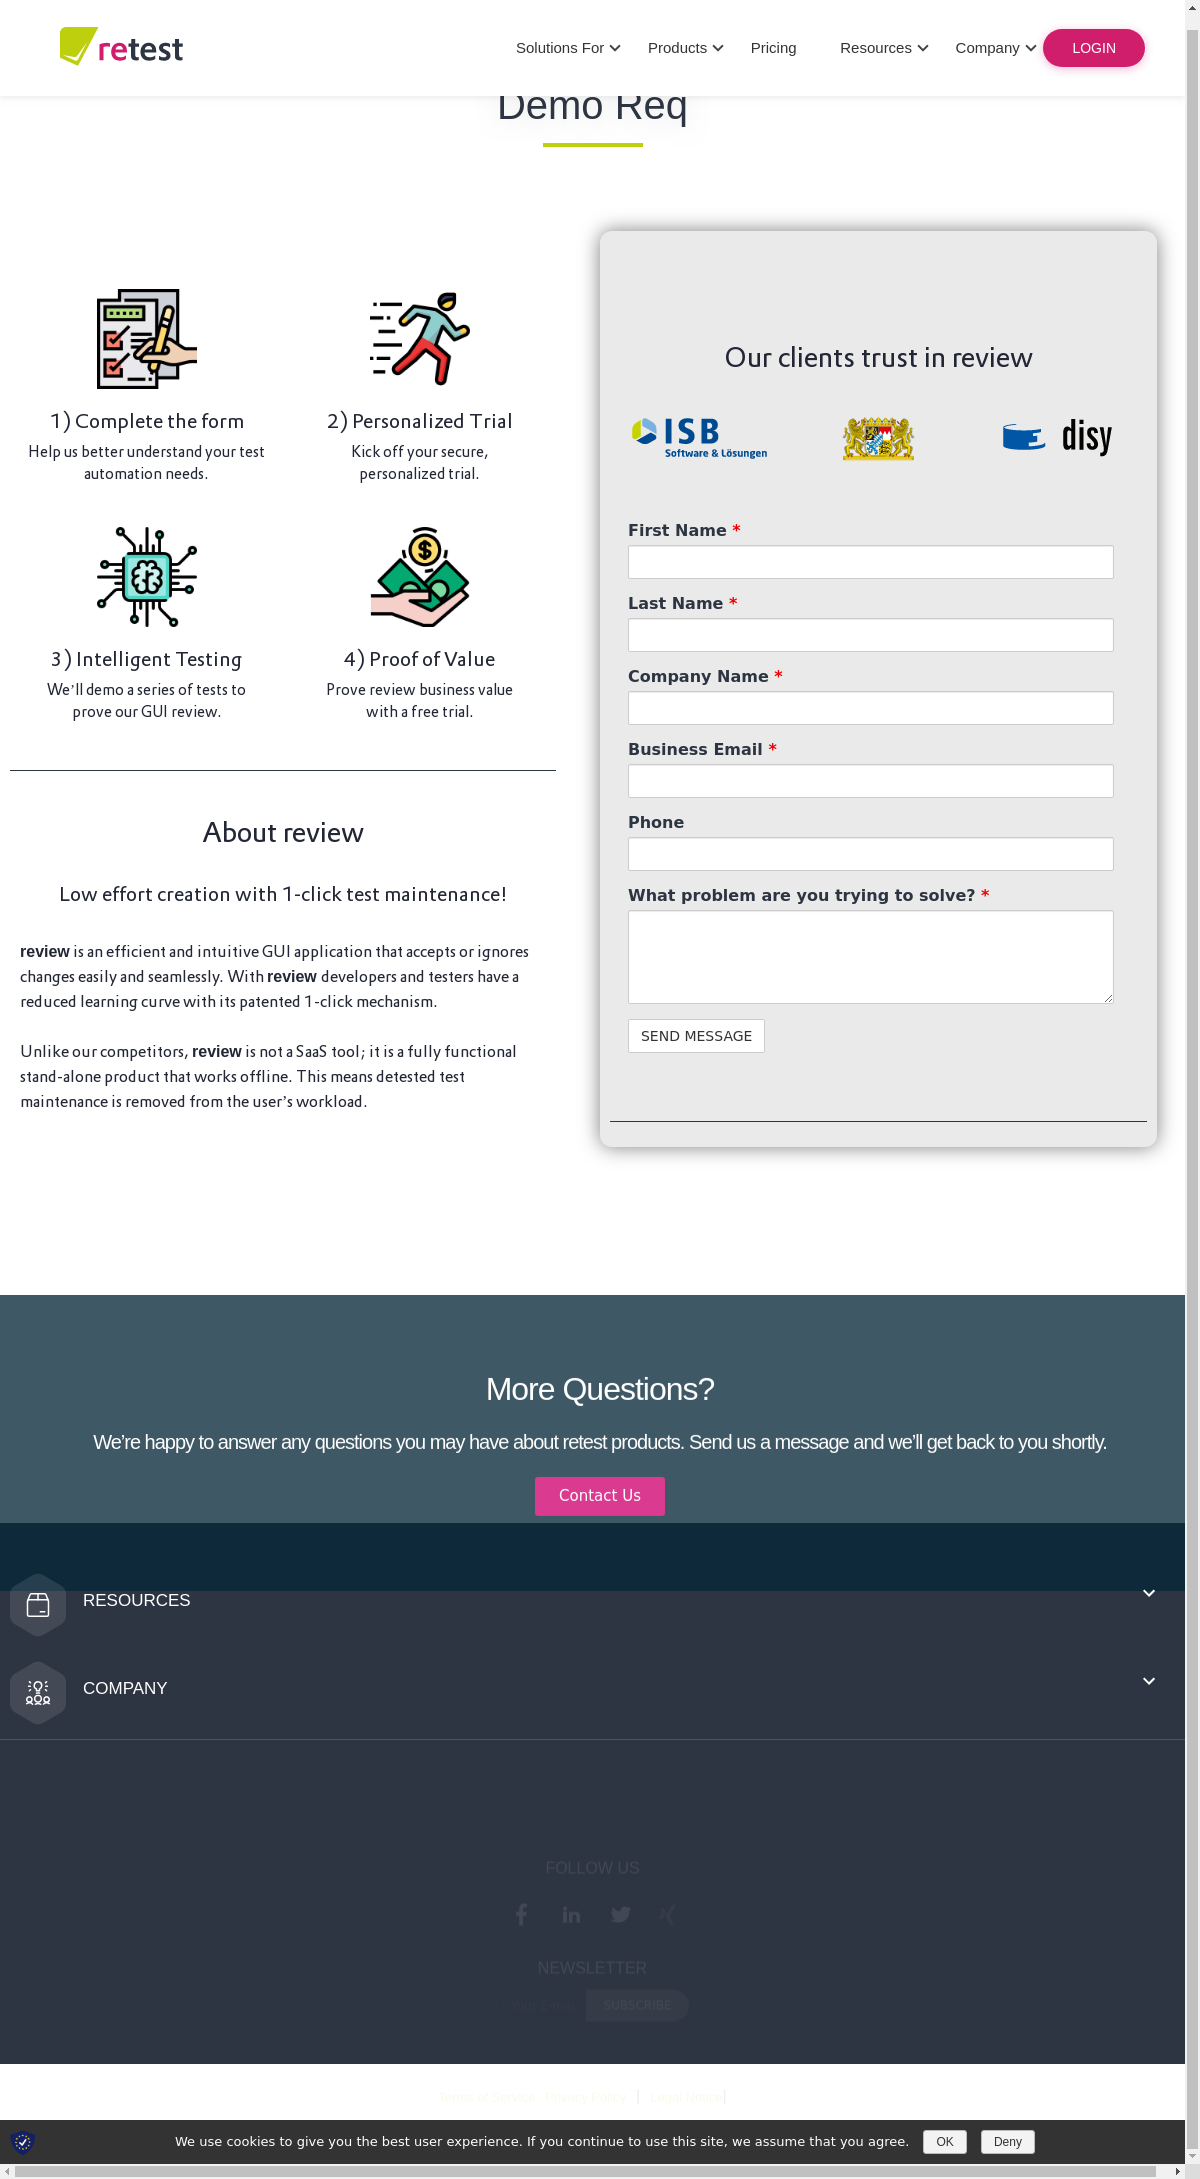 retest
Solutions For
Products
Pricing
Resources
Company
LOGIN
Demo Req
1) Complete the form
Help us better understand your test
automation needs.
2) Personalized Trial
Kick off your secure,
personalized trial.
3) Intelligent Testing
We’ll demo a series of tests to
prove our GUI review.
4) Proof of Value
Prove review business value
with a free trial.
About review
Low effort creation with 1-click test maintenance!
review is an efficient and intuitive GUI application that accepts or ignores
changes easily and seamlessly. With review developers and testers have a
reduced learning curve with its patented 1-click mechanism.
Unlike our competitors, review is not a SaaS tool; it is a fully functional
stand-alone product that works offline. This means detested test
maintenance is removed from the user’s workload.
Our clients trust in review
ISB
Software & Lösungen
disy
First Name *
Last Name *
Company Name *
Business Email *
Phone
What problem are you trying to solve? *
SEND MESSAGE
More Questions?
We’re happy to answer any questions you may have about retest products. Send us a message and we’ll get back to you shortly.
Contact Us
RESOURCES
COMPANY
FOLLOW US
NEWSLETTER
SUBSCRIBE
We use cookies to give you the best user experience. If you continue to use this site, we assume that you agree.
OK
Deny